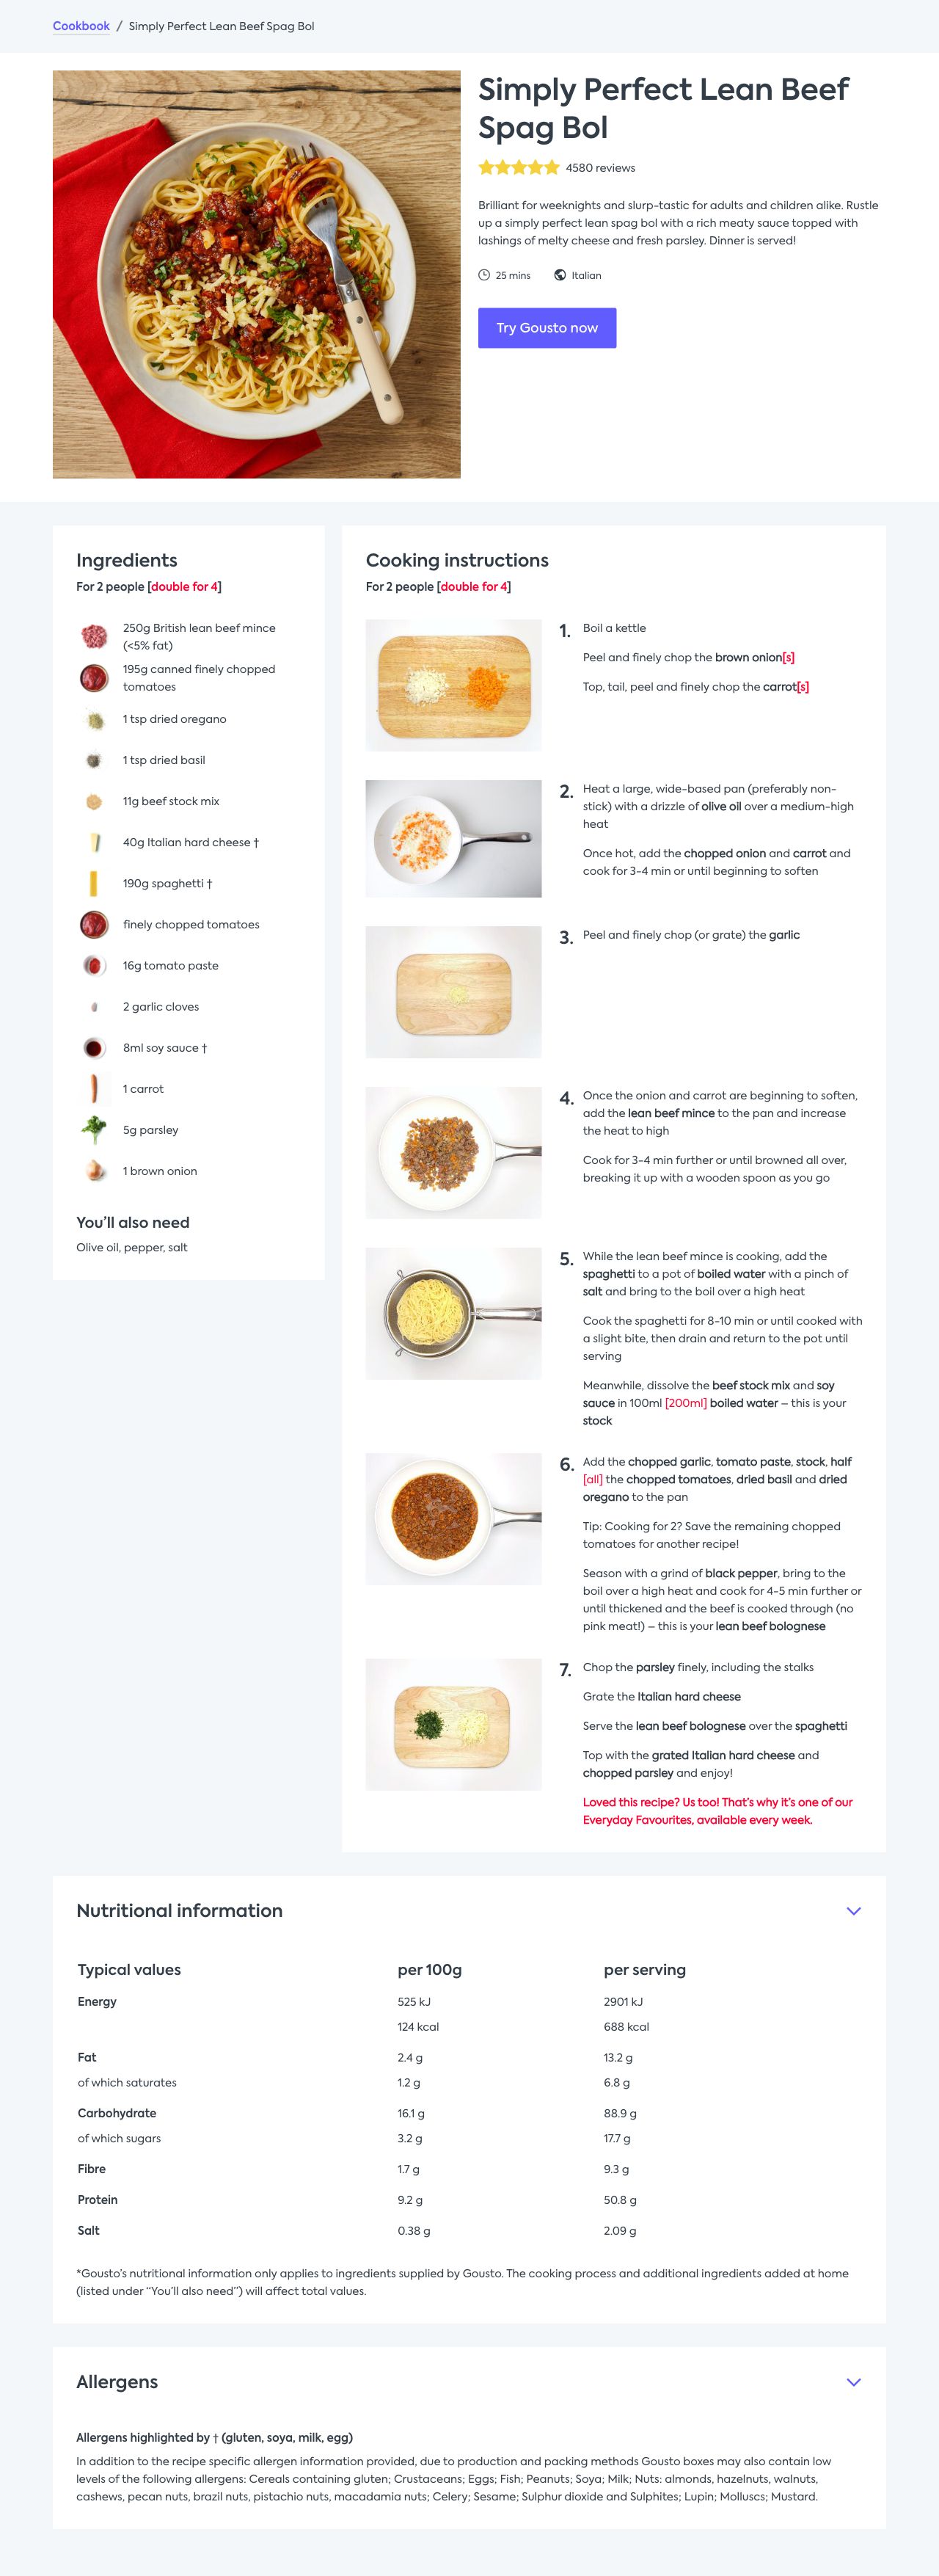 Cookbook / Simply Perfect Lean Beef Spag Bol
Simply Perfect Lean Beef
Spag Bol
4580 reviews
Brilliant for weeknights and slurp-tastic for adults and children alike. Rustle
up a simply perfect lean spag bol with a rich meaty sauce topped with
lashings of melty cheese and fresh parsley. Dinner is served!
25 mins Italian
Try Gousto now
Ingredients
For 2 people [double for 4]
250g British lean beef mince
(<5% fat)
195g canned finely chopped
tomatoes
1 tsp dried oregano
1 tsp dried basil
11g beef stock mix
40g Italian hard cheese †
190g spaghetti †
finely chopped tomatoes
16g tomato paste
2 garlic cloves
8ml soy sauce †
1 carrot
5g parsley
1 brown onion
You'll also need
Olive oil, pepper, salt
Cooking instructions
For 2 people [double for 4]
1. Boil a kettle
Peel and finely chop the brown onion[s]
Top, tail, peel and finely chop the carrot[s]
2. Heat a large, wide-based pan (preferably non-
stick) with a drizzle of olive oil over a medium-high
heat
Once hot, add the chopped onion and carrot and
cook for 3-4 min or until beginning to soften
3. Peel and finely chop (or grate) the garlic
4. Once the onion and carrot are beginning to soften,
add the lean beef mince to the pan and increase
the heat to high
Cook for 3-4 min further or until browned all over,
breaking it up with a wooden spoon as you go
5. While the lean beef mince is cooking, add the
spaghetti to a pot of boiled water with a pinch of
salt and bring to the boil over a high heat
Cook the spaghetti for 8-10 min or until cooked with
a slight bite, then drain and return to the pot until
serving
Meanwhile, dissolve the beef stock mix and soy
sauce in 100ml [200ml] boiled water – this is your
stock
6. Add the chopped garlic, tomato paste, stock, half
[all] the chopped tomatoes, dried basil and dried
oregano to the pan
Tip: Cooking for 2? Save the remaining chopped
tomatoes for another recipe!
Season with a grind of black pepper, bring to the
boil over a high heat and cook for 4-5 min further or
until thickened and the beef is cooked through (no
pink meat!) – this is your lean beef bolognese
7. Chop the parsley finely, including the stalks
Grate the Italian hard cheese
Serve the lean beef bolognese over the spaghetti
Top with the grated Italian hard cheese and
chopped parsley and enjoy!
Loved this recipe? Us too! That's why it's one of our
Everyday Favourites, available every week.
Nutritional information
Typical values per 100g per serving
Energy 525 kJ 2901 kJ
124 kcal 688 kcal
Fat 2.4 g 13.2 g
of which saturates 1.2 g 6.8 g
Carbohydrate 16.1 g 88.9 g
of which sugars 3.2 g 17.7 g
Fibre 1.7 g 9.3 g
Protein 9.2 g 50.8 g
Salt 0.38 g 2.09 g
*Gousto's nutritional information only applies to ingredients supplied by Gousto. The cooking process and additional ingredients added at home
(listed under “You'll also need”) will affect total values.
Allergens
Allergens highlighted by † (gluten, soya, milk, egg)
In addition to the recipe specific allergen information provided, due to production and packing methods Gousto boxes may also contain low
levels of the following allergens: Cereals containing gluten; Crustaceans; Eggs; Fish; Peanuts; Soya; Milk; Nuts: almonds, hazelnuts, walnuts,
cashews, pecan nuts, brazil nuts, pistachio nuts, macadamia nuts; Celery; Sesame; Sulphur dioxide and Sulphites; Lupin; Molluscs; Mustard.